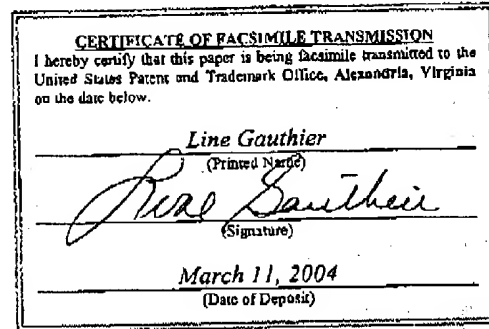 CERTIFICATE OF FACSIMILE TRANSMISSION
I hereby certify that this paper is being facsimile transmitted to the
United States Patent and Trademark Office, Alexandria, Virginia
on the date below.
Line Gauthier
(Printed Name)
Line Gauthier
(Signature)
March 11, 2004
(Date of Deposit)